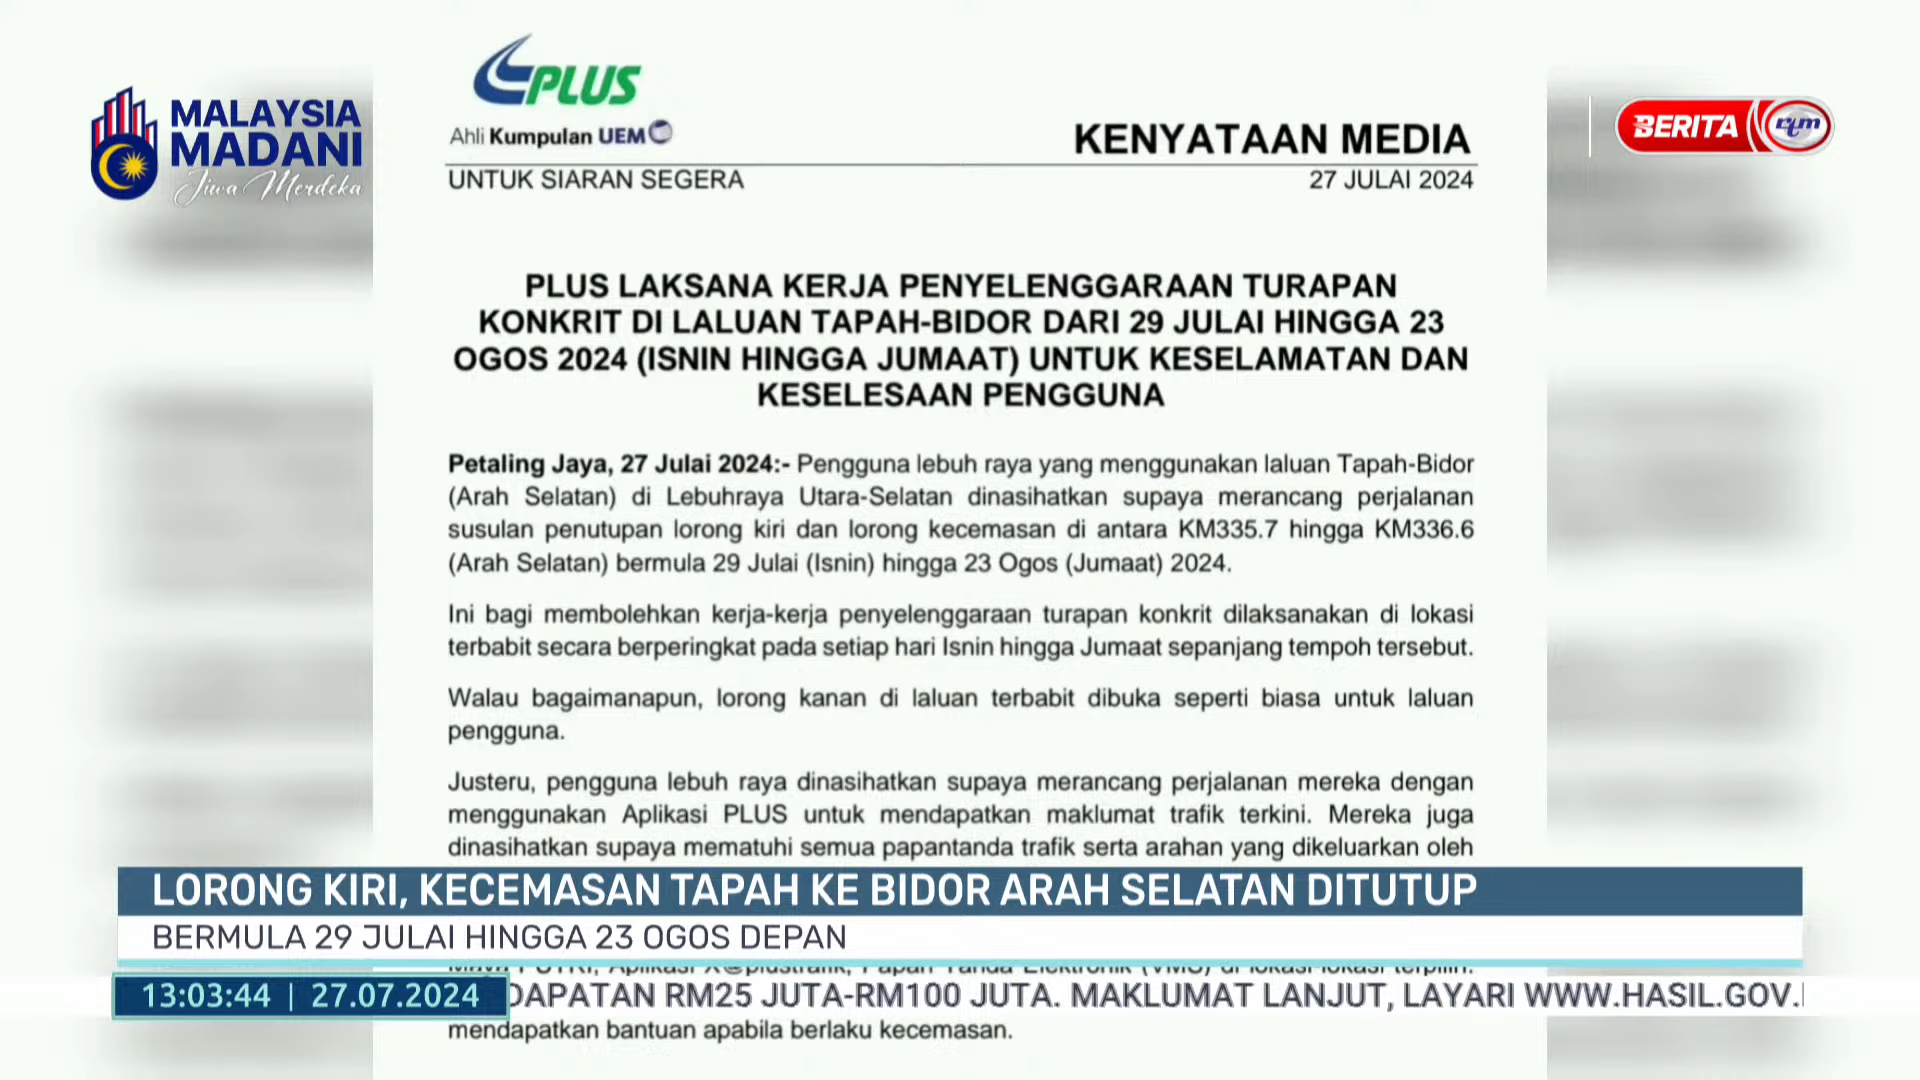 PLUS
Ahli Kumpulan UEM
KENYATAAN MEDIA
UNTUK SIARAN SEGERA
27 JULAI 2024
MALAYSIA
MADANI
Jiwa Merdeka
BERITA rtm
PLUS LAKSANA KERJA PENYELENGGARAAN TURAPAN
KONKRIT DI LALUAN TAPAH-BIDOR DARI 29 JULAI HINGGA 23
OGOS 2024 (ISNIN HINGGA JUMAAT) UNTUK KESELAMATAN DAN
KESELESAAN PENGGUNA
Petaling Jaya, 27 Julai 2024:- Pengguna lebuh raya yang menggunakan laluan Tapah-Bidor
(Arah Selatan) di Lebuhraya Utara-Selatan dinasihatkan supaya merancang perjalanan
susulan penutupan lorong kiri dan lorong kecemasan di antara KM335.7 hingga KM336.6
(Arah Selatan) bermula 29 Julai (Isnin) hingga 23 Ogos (Jumaat) 2024.
Ini bagi membolehkan kerja-kerja penyelenggaraan turapan konkrit dilaksanakan di lokasi
terbabit secara berperingkat pada setiap hari Isnin hingga Jumaat sepanjang tempoh tersebut.
Walau bagaimanapun, lorong kanan di laluan terbabit dibuka seperti biasa untuk laluan
pengguna.
Justeru, pengguna lebuh raya dinasihatkan supaya merancang perjalanan mereka dengan
menggunakan Aplikasi PLUS untuk mendapatkan maklumat trafik terkini. Mereka juga
dinasihatkan supaya mematuhi semua papantanda trafik serta arahan yang dikeluarkan oleh
LORONG KIRI, KECEMASAN TAPAH KE BIDOR ARAH SELATAN DITUTUP
BERMULA 29 JULAI HINGGA 23 OGOS DEPAN
13:03:44 | 27.07.2024
DAPATAN RM25 JUTA-RM100 JUTA. MAKLUMAT LANJUT, LAYARI WWW.HASIL.GOV.
mendapatkan bantuan apabila berlaku kecemasan.